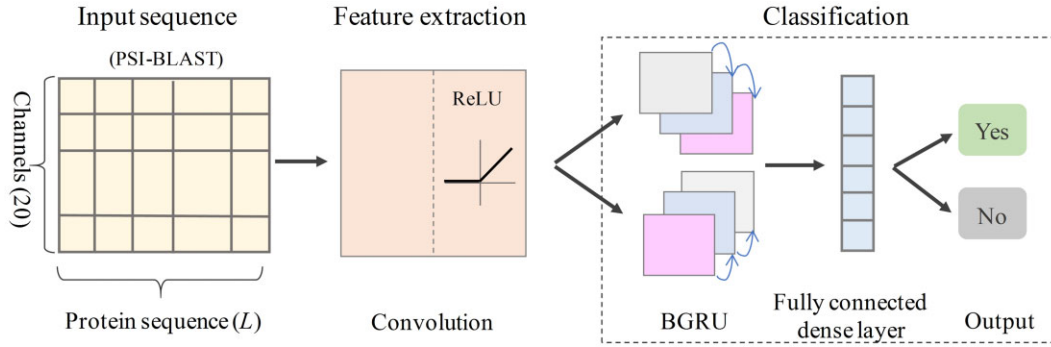 Input sequence
Feature extraction
Classification
(PSI-BLAST)
Channels (20)
ReLU
Yes
No
Protein sequence (L)
Convolution
BGRU
Fully connected
dense layer
Output